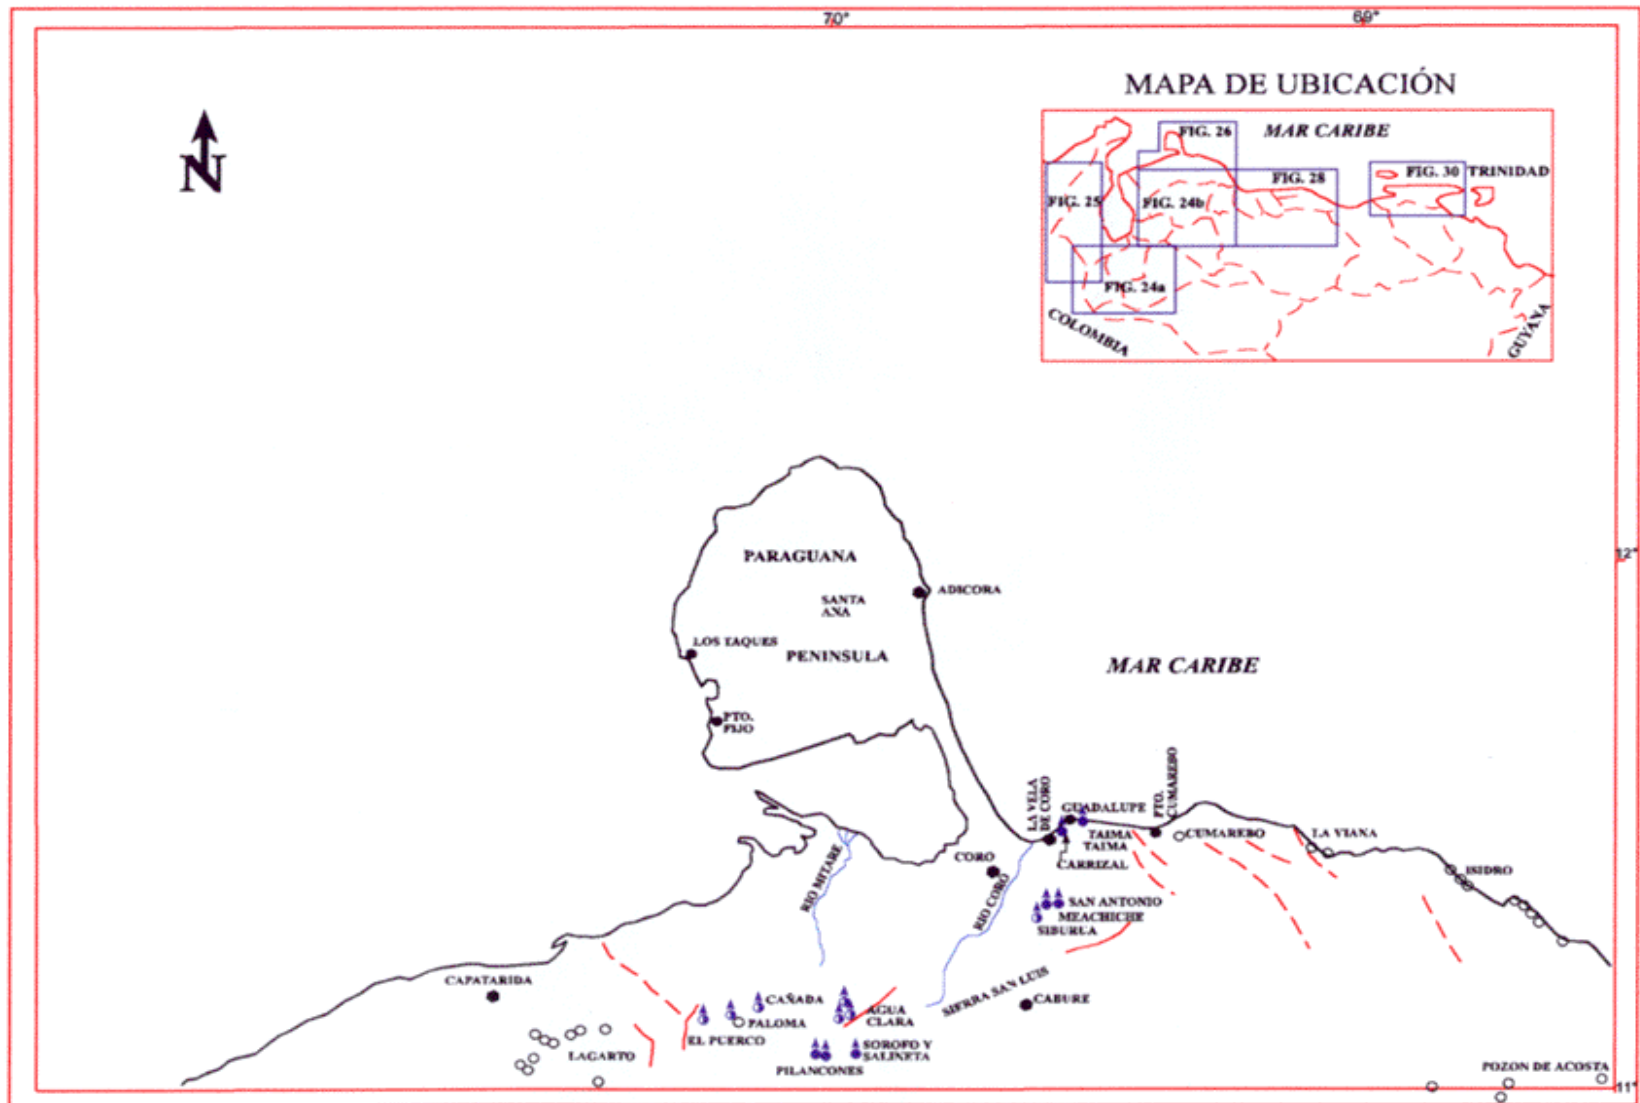 70°
69°
MAPA DE UBICACIÓN
N
MAR CARIBE
FIG. 26
FIG. 30
TRINIDAD
FIG. 28
FIG. 25
FIG. 24b
FIG. 24a
COLOMBIA
GUYANA
12°
PARAGUANA
SANTA
ANA
ADICORA
LOS TAQUES
PENINSULA
MAR CARIBE
PTO.
FIJO
LA VELA
DE CORO
GUADALUPE
PTO.
CUMAREBO
TAIMA
TAIMA
CUMAREBO
LA VIANA
CARRIZAL
CORO
RIO MITARE
RIO CORO
ISIDRO
SAN ANTONIO
MEACHICHE
SIBURUA
CAPATARIDA
SIERRA SAN LUIS
CABURE
CAÑADA
AGUA
CLARA
PALOMA
EL PUERCO
LAGARTO
SOROFO Y
SALINETA
PILANCONES
POZON DE ACOSTA
11°